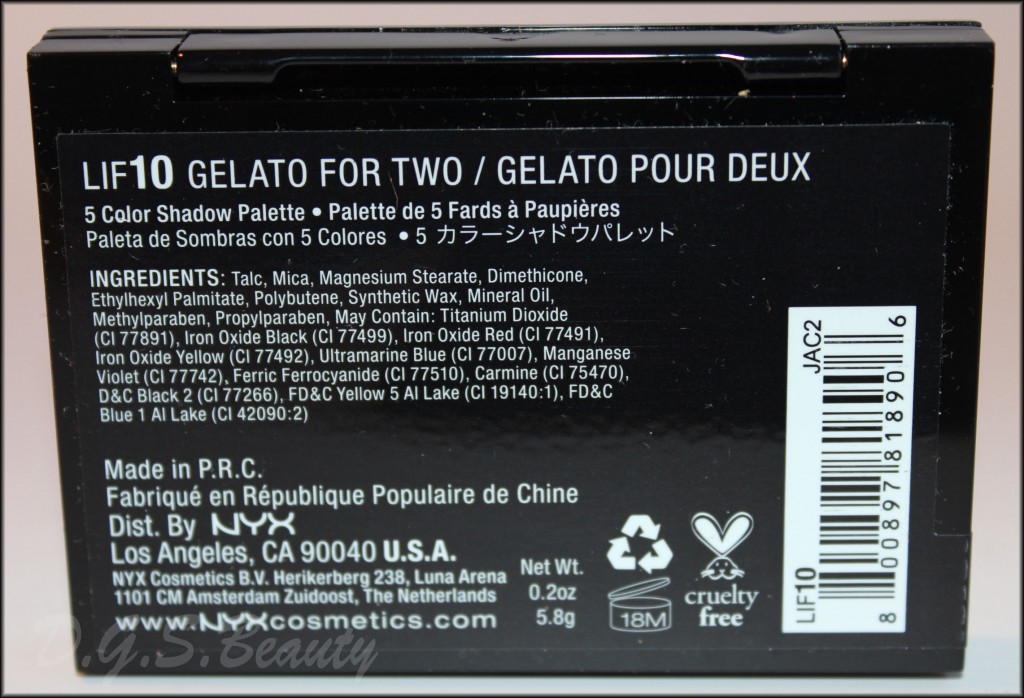 LIF10 GELATO FOR TWO / GELATO POUR DEUX
5 Color Shadow Palette • Palette de 5 Fards à Paupières
Paleta de Sombras con 5 Colores • 5 カラーシャドウパレット
INGREDIENTS: Talc, Mica, Magnesium Stearate, Dimethicone,
Ethylhexyl Palmitate, Polybutene, Synthetic Wax, Mineral Oil,
Methylparaben, Propylparaben, May Contain: Titanium Dioxide
(CI 77891), Iron Oxide Black (CI 77499), Iron Oxide Red (CI 77491),
Iron Oxide Yellow (CI 77492), Ultramarine Blue (CI 77007), Manganese
Violet (CI 77742), Ferric Ferrocyanide (CI 77510), Carmine (CI 75470),
D&C Black 2 (CI 77266), FD&C Yellow 5 Al Lake (CI 19140:1), FD&C
Blue 1 Al Lake (CI 42090:2)
Made in P.R.C.
Fabriqué en République Populaire de Chine
Dist. By NYX
Los Angeles, CA 90040 U.S.A.
NYX Cosmetics B.V. Herikerberg 238, Luna Arena
1101 CM Amsterdam Zuidoost, The Netherlands
www.NYXcosmetics.com
Net Wt.
0.2oz
5.8g
18M
cruelty
free
JAC2
LIF10
8 00897 81890 6
D.G.S.Beauty